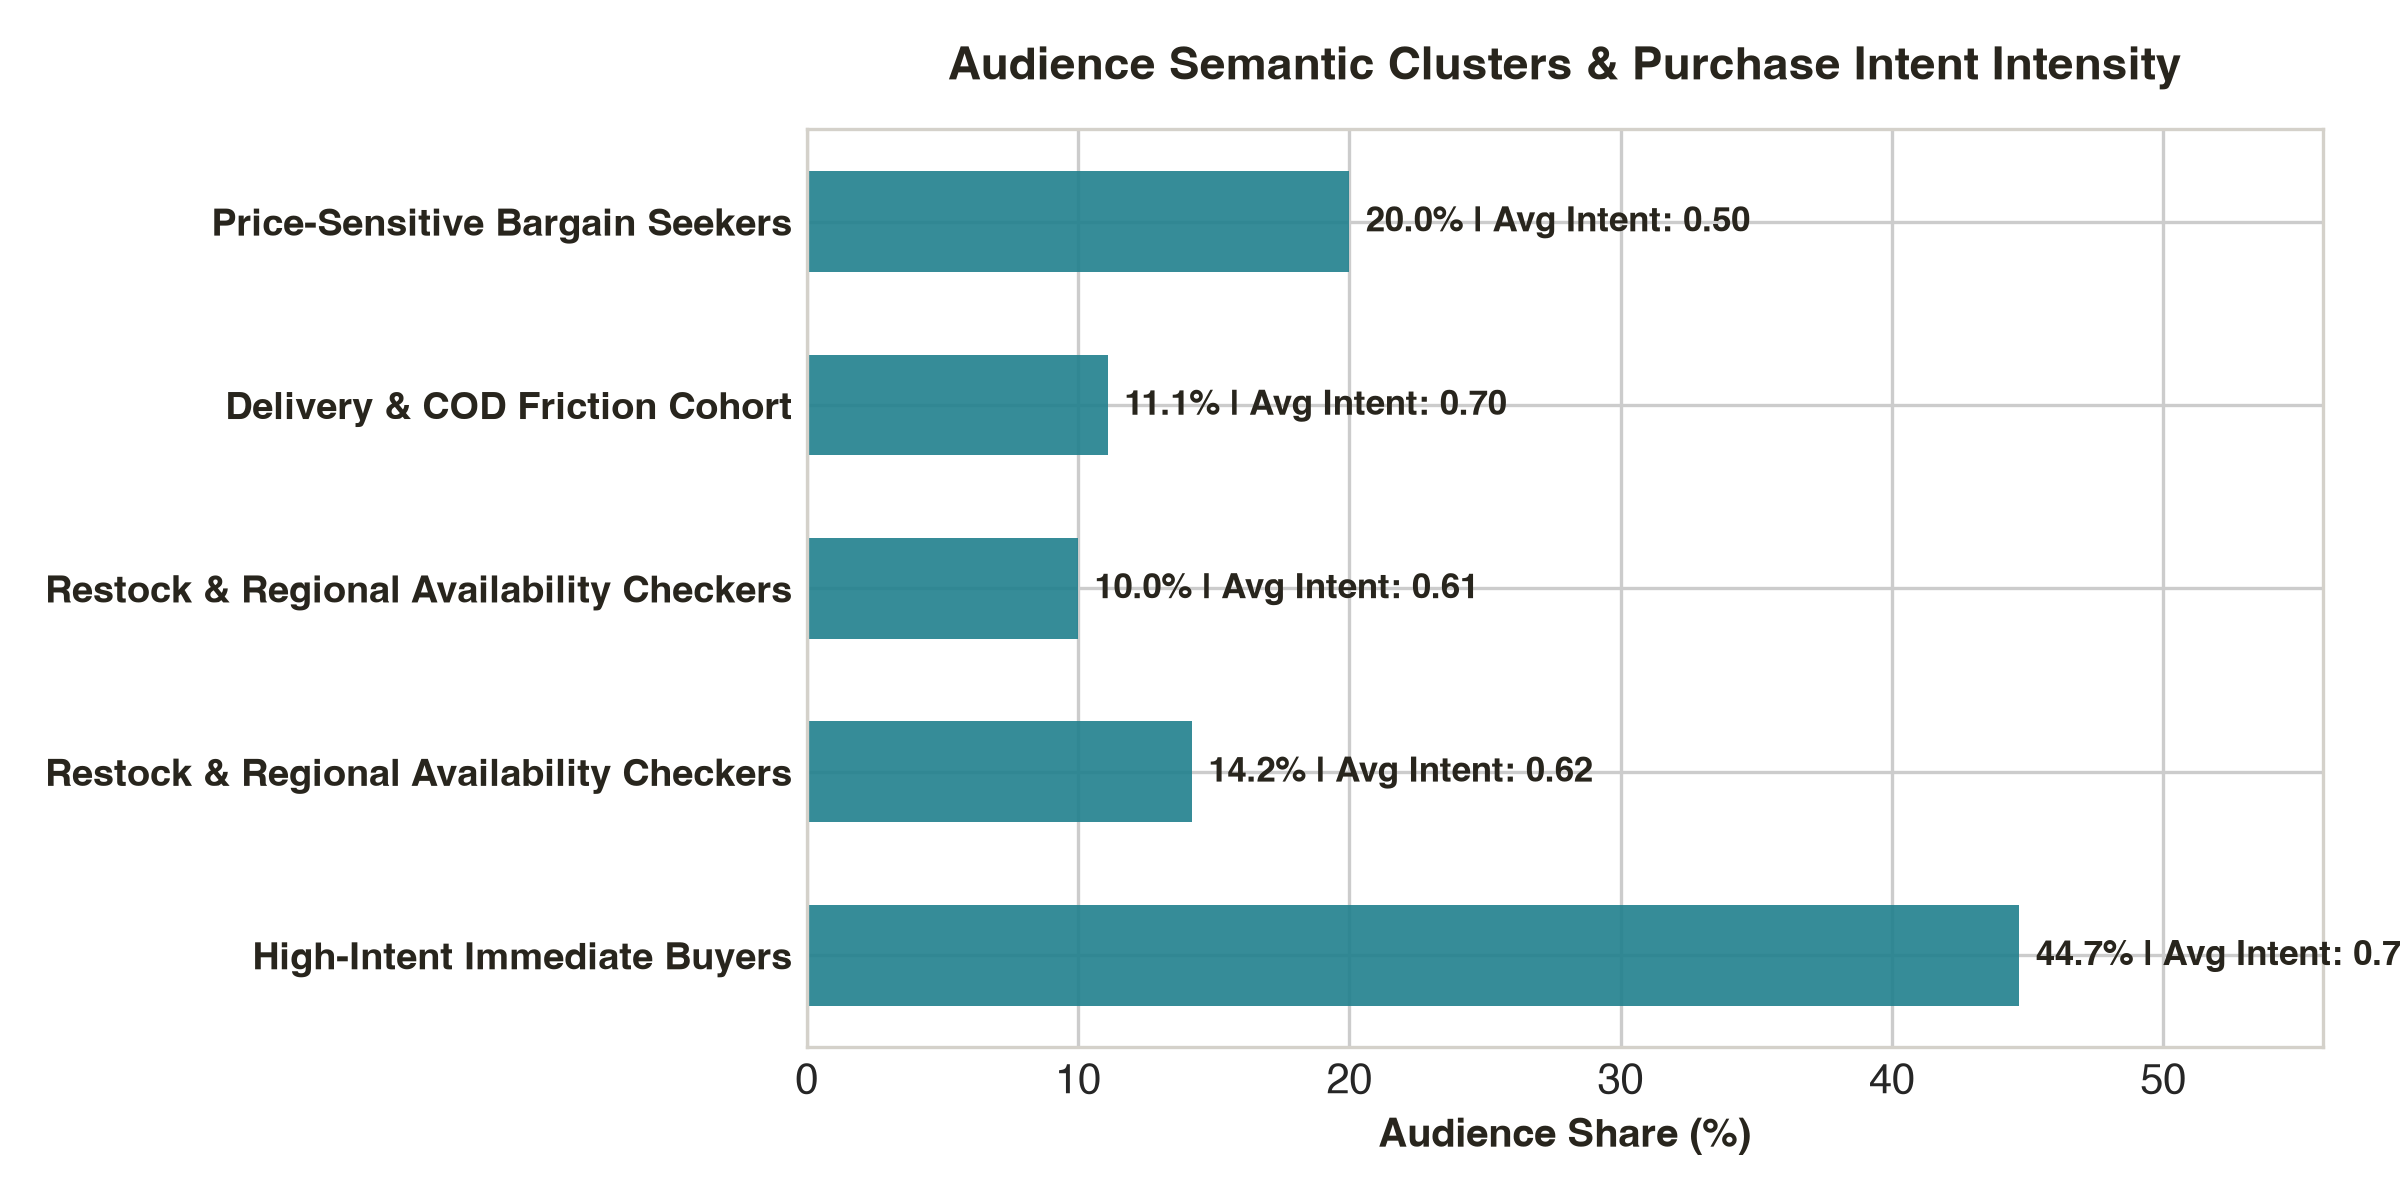 Audience Semantic Clusters & Purchase Intent Intensity
Price-Sensitive Bargain Seekers
20.0% | Avg Intent: 0.50
Delivery & COD Friction Cohort
11.1% | Avg Intent: 0.70
Restock & Regional Availability Checkers
10.0% | Avg Intent: 0.61
Restock & Regional Availability Checkers
14.2% | Avg Intent: 0.62
High-Intent Immediate Buyers
44.7% | Avg Intent: 0.7
0 10 20 30 40 50
Audience Share (%)